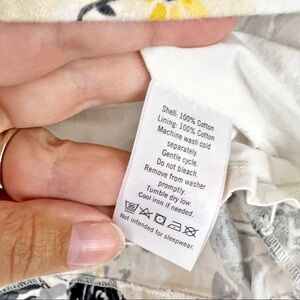 Shell: 100% Cotton
Lining: 100% Cotton
Machine wash cold
separately.
Gentle cycle.
Do not bleach.
Remove from washer
promptly.
Tumble dry low.
Cool iron if needed.
Not intended for sleepwear.